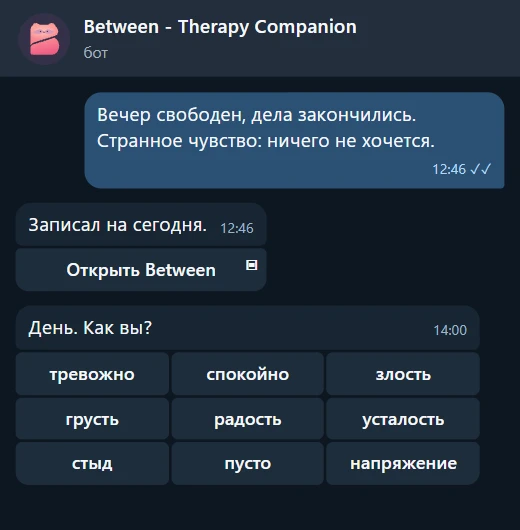 Between - Therapy Companion
бот
Вечер свободен, дела закончились.
Странное чувство: ничего не хочется.
12:46
Записал на сегодня. 12:46
Открыть Between
День. Как вы? 14:00
тревожно спокойно злость
грусть радость усталость
стыд пусто напряжение